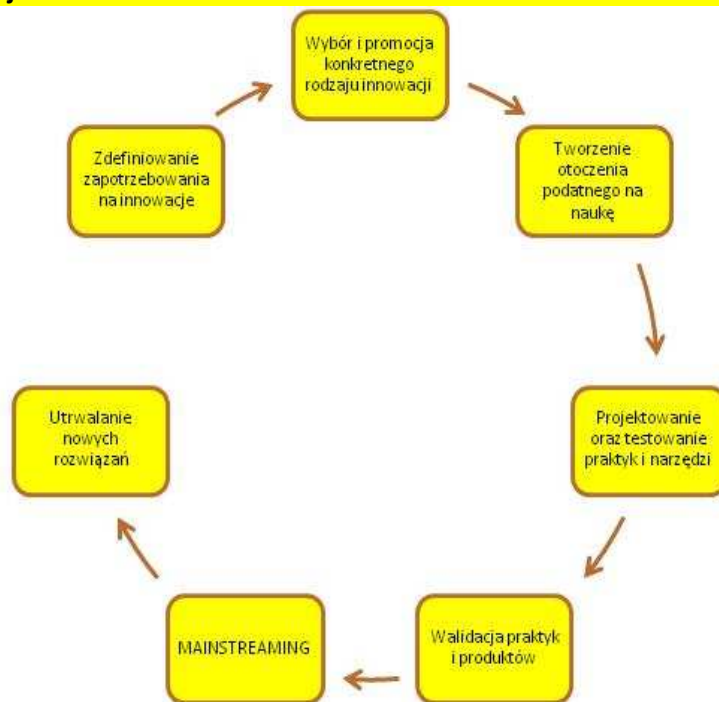 Wybór i promocja
konkretnego
rodzaju innowacji
Zdefiniowanie
zapotrzebowania
na innowacje
Tworzenie
otoczenia
podatnego na
naukę
Utrwalanie
nowych
rozwiązań
Projektowanie
oraz testowanie
praktyk i narzędzi
MAINSTREAMING
Walidacja praktyk
i produktów